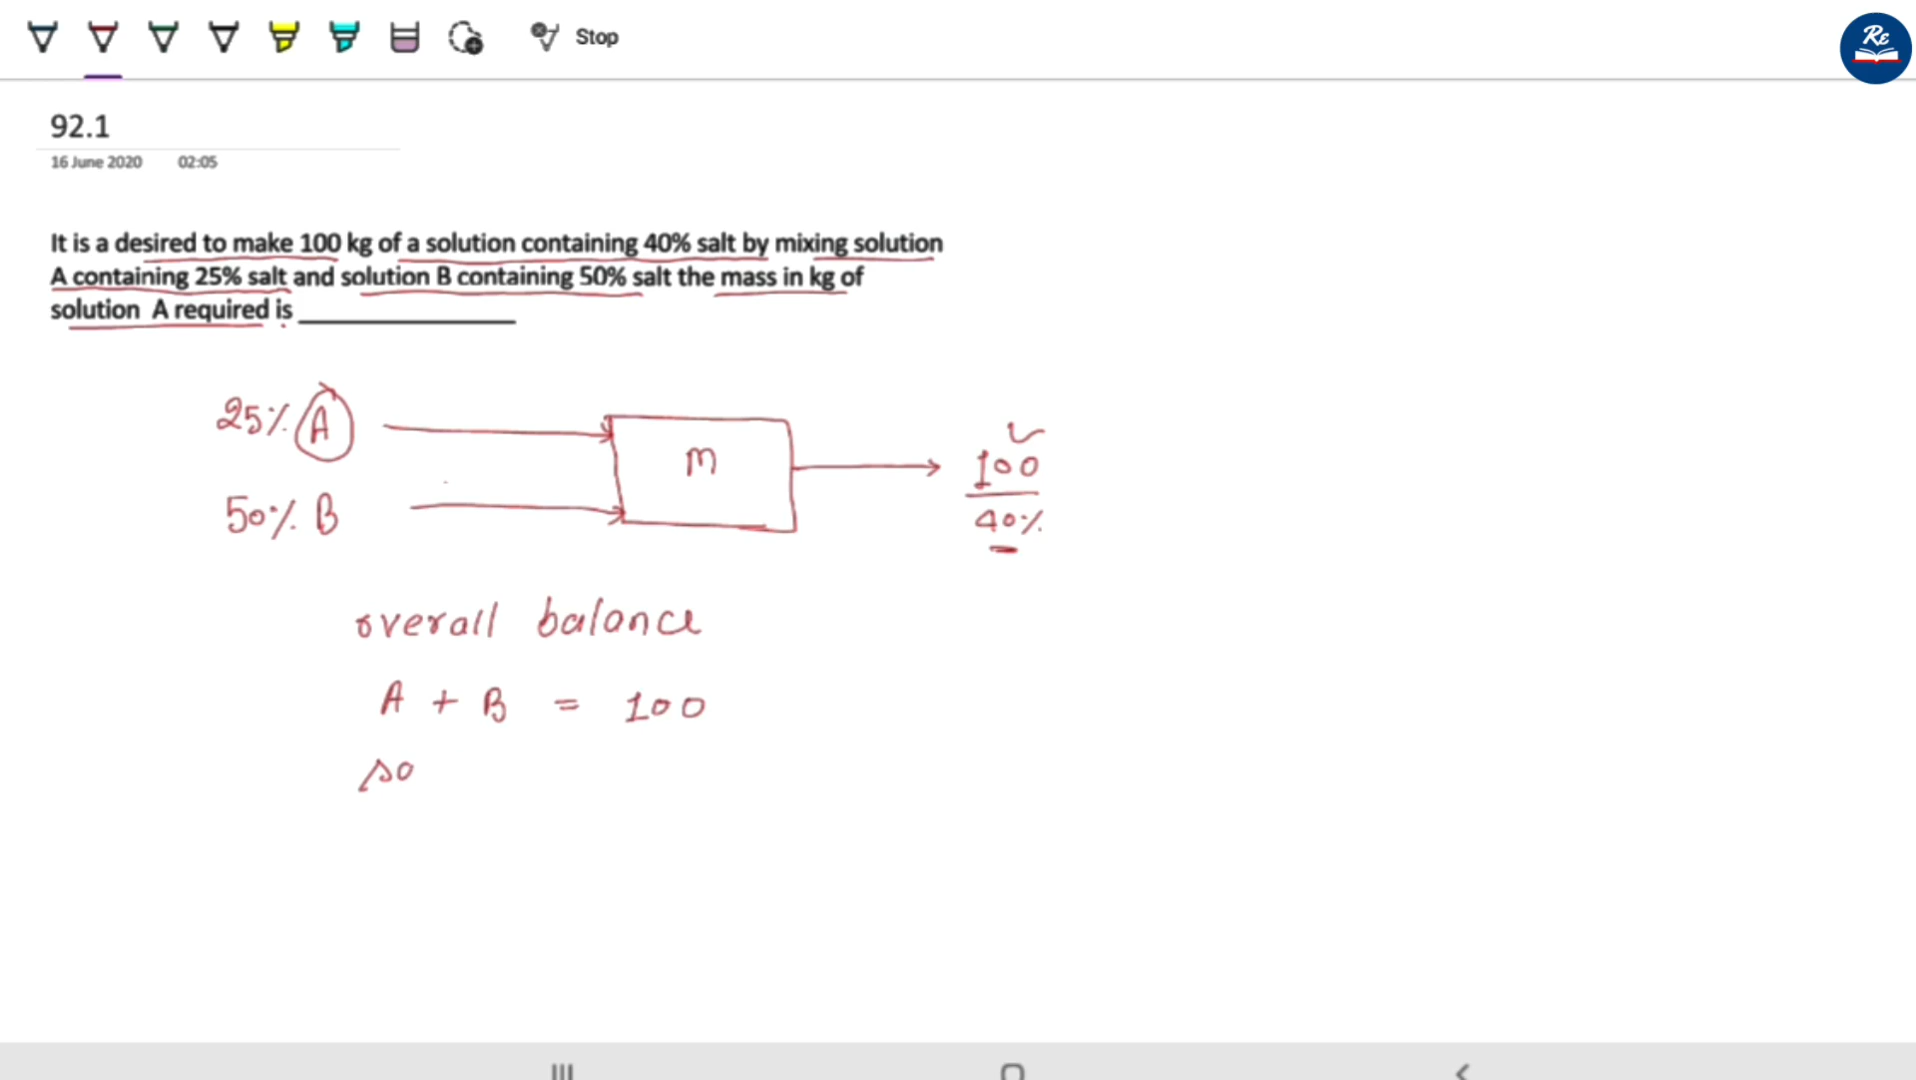 Stop
Re
92.1
16 June 2020 02:05
It is a desired to make 100 kg of a solution containing 40% salt by mixing solution
A containing 25% salt and solution B containing 50% salt the mass in kg of
solution A required is
25% A
50% B
m
100
40%
overall balance
A + B = 100
so